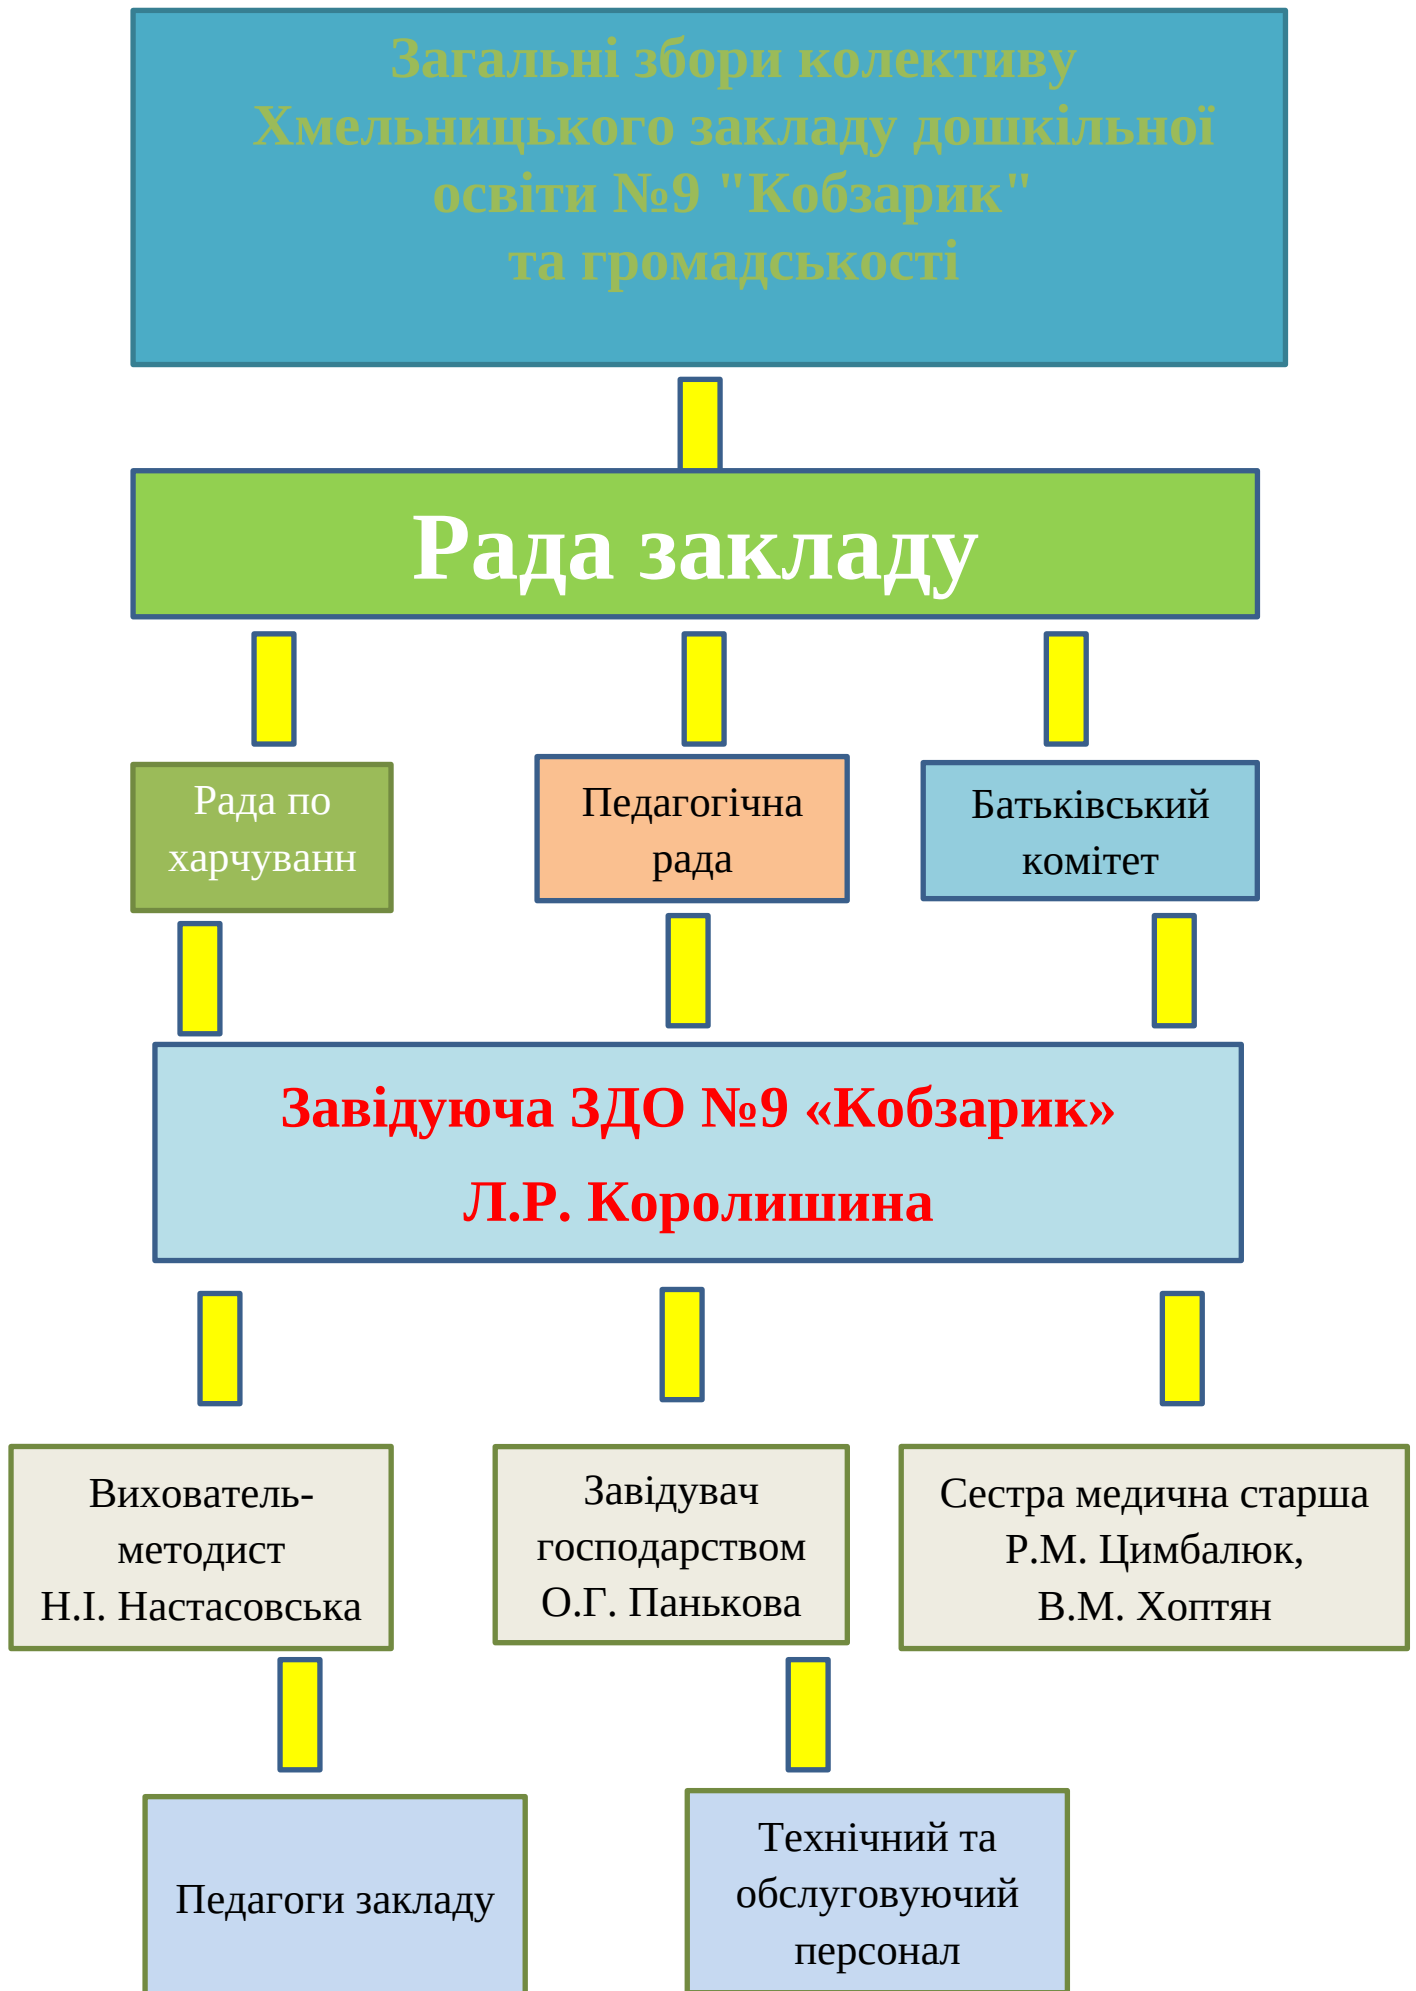 Загальні збори колективу
Хмельницького закладу дошкільної
освіти №9 "Кобзарик"
та громадськості
Рада закладу
Рада по
харчуванн
Педагогічна
рада
Батьківський
комітет
Завідуюча ЗДО №9 «Кобзарик»
Л.Р. Королишина
Вихователь-
методист
Н.І. Настасовська
Завідувач
господарством
О.Г. Панькова
Сестра медична старша
Р.М. Цимбалюк,
В.М. Хоптян
Педагоги закладу
Технічний та
обслуговуючий
персонал